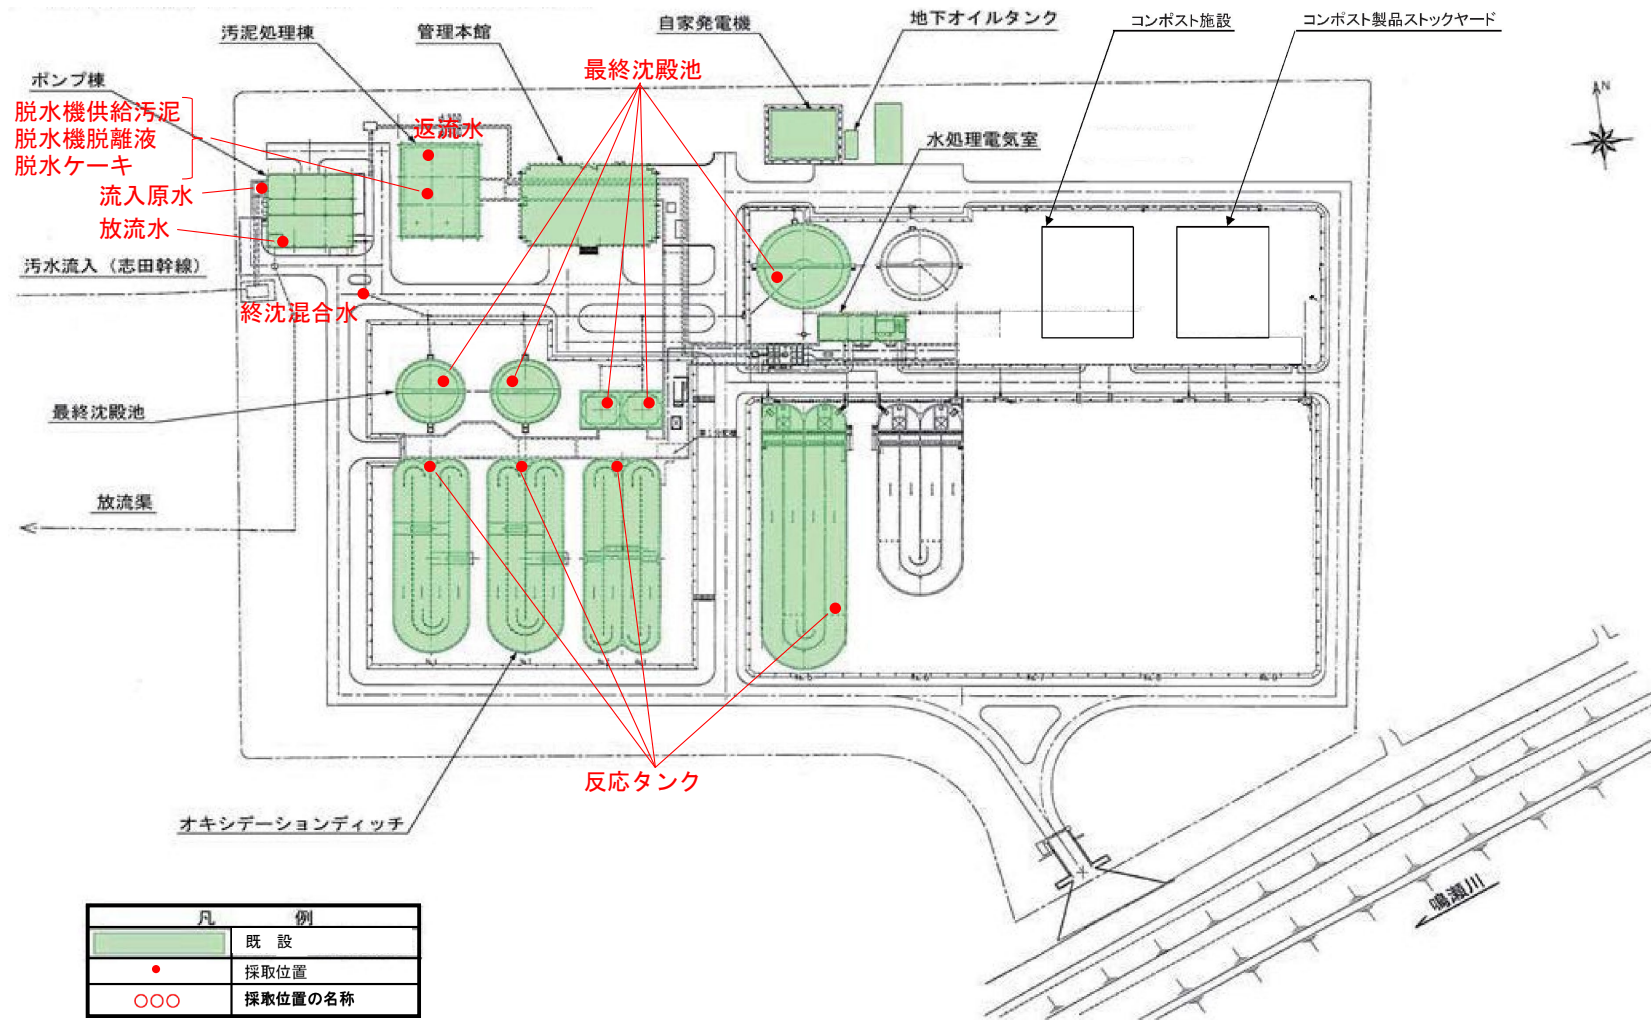 汚泥処理棟
管理本館
自家発電機
地下オイルタンク
コンポスト施設
コンポスト製品ストックヤード
最終沈殿池
ポンプ棟
脱水機供給汚泥
脱水機脱離液
脱水ケーキ
返流水
水処理電気室
流入原水
放流水
汚水流入（志田幹線）
終沈混合水
最終沈殿池
放流渠
反応タンク
オキシデーションディッチ
鳴瀬川
凡 例
既 設
採取位置
○○○
採取位置の名称